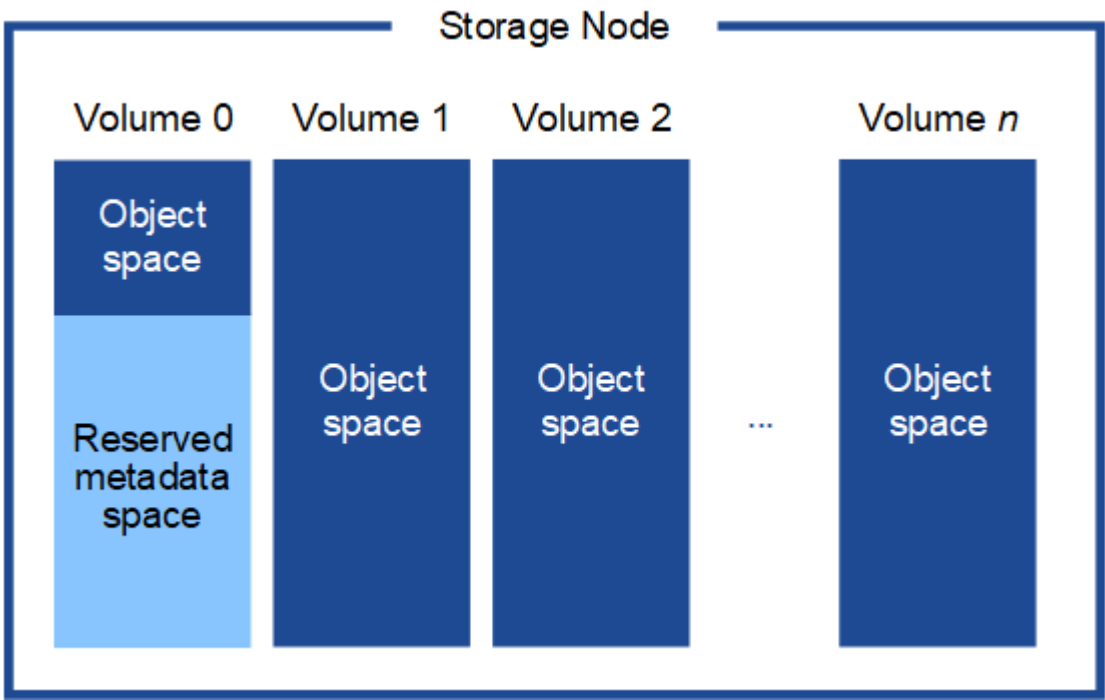 Storage Node
Volume 0
Volume 1
Volume 2
Volume n
Object
space
Reserved
metadata
space
Object
space
Object
space
...
Object
space